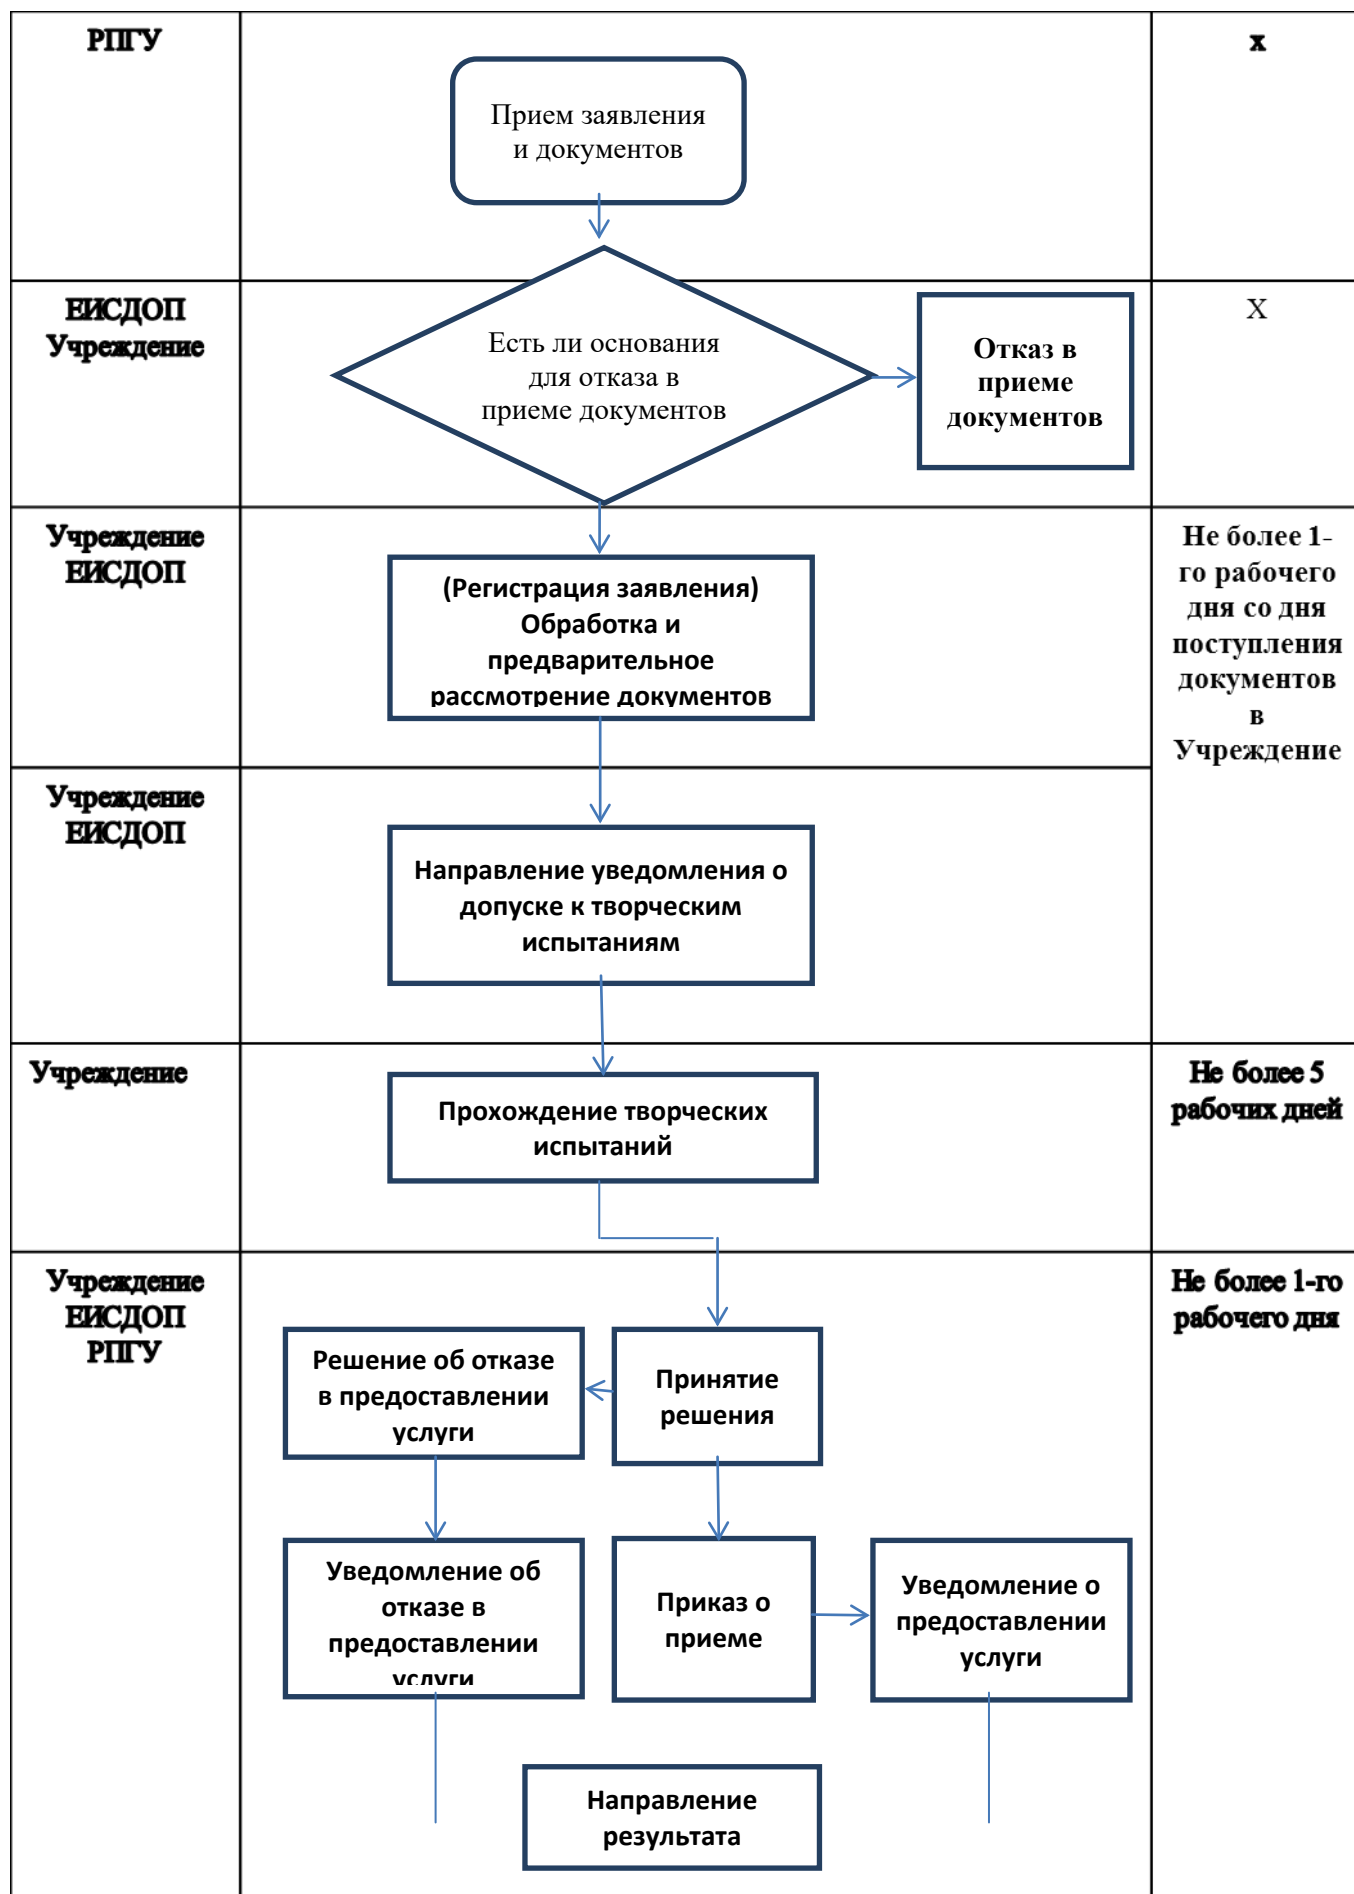 РПГУ
Прием заявления
и документов
х
ЕИСДОП
Учреждение
Есть ли основания
для отказа в
приеме документов
Отказ в
приеме
документов
Х
Учреждение
ЕИСДОП
(Регистрация заявления)
Обработка и
предварительное
рассмотрение документов
Не более 1-
го рабочего
дня со дня
поступления
документов
в
Учреждение
Учреждение
ЕИСДОП
Направление уведомления о
допуске к творческим
испытаниям
Учреждение
Прохождение творческих
испытаний
Не более 5
рабочих дней
Учреждение
ЕИСДОП
РПГУ
Решение об отказе
в предоставлении
услуги
Принятие
решения
Не более 1-го
рабочего дня
Уведомление об
отказе в
предоставлении
услуги
Приказ о
приеме
Уведомление о
предоставлении
услуги
Направление
результата